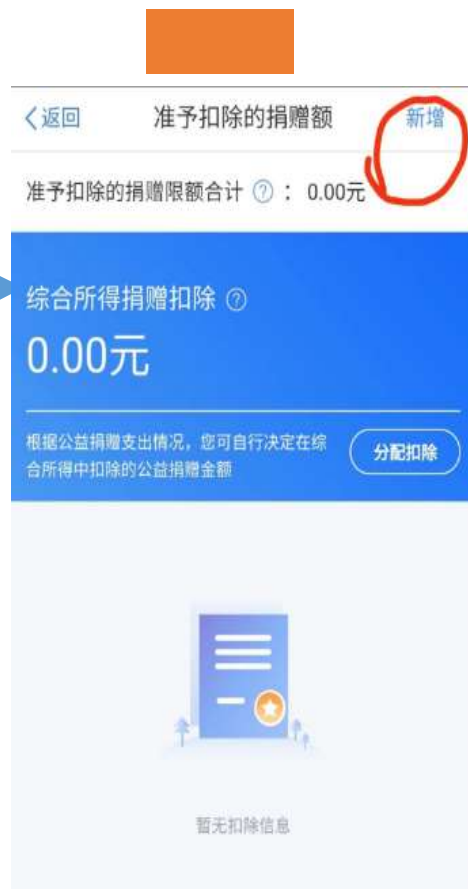 返回 准予扣除的捐赠额 新增
准予扣除的捐赠限额合计 ? ： 0.00元
综合所得捐赠扣除 ?
0.00元
根据公益捐赠支出情况，您可自行决定在综
合所得中扣除的公益捐赠金额
分配扣除
暂无扣除信息